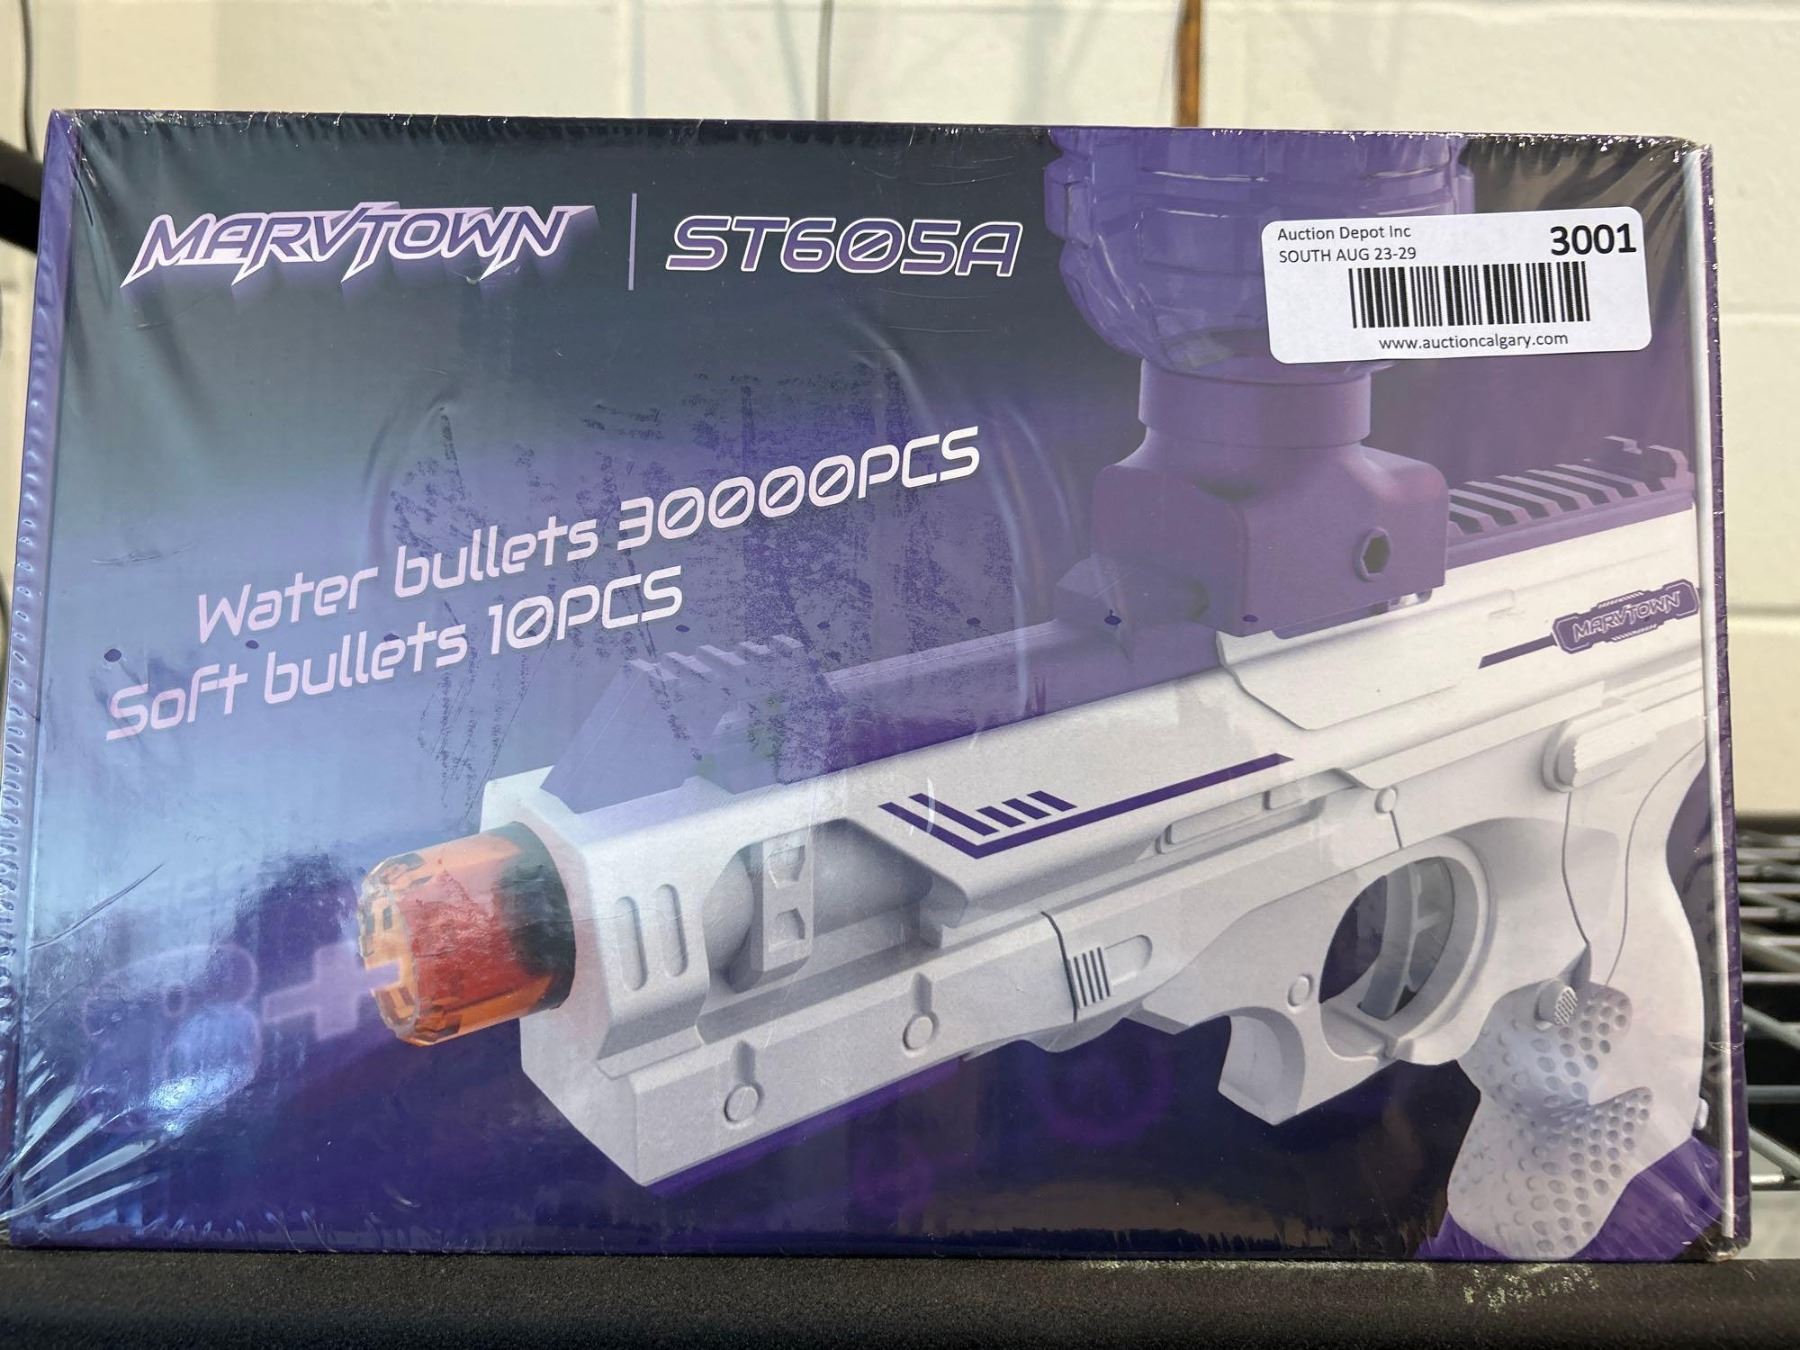 MARVTOWN | ST605A
Auction Depot Inc
3001
SOUTH AUG 23-29
www.auctioncalgary.com
Water bullets 30000PCS
Soft bullets 10PCS
MARVTOWN